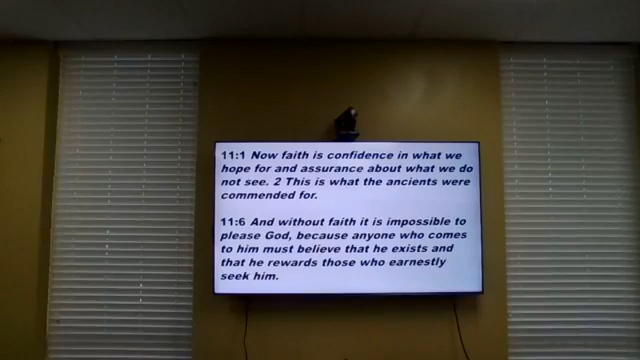 11:1 Now faith is confidence in what we
hope for and assurance about what we do
not see. 2 This is what the ancients were
commended for.
11:6 And without faith it is impossible to
please God, because anyone who comes
to him must believe that he exists and
that he rewards those who earnestly
seek him.